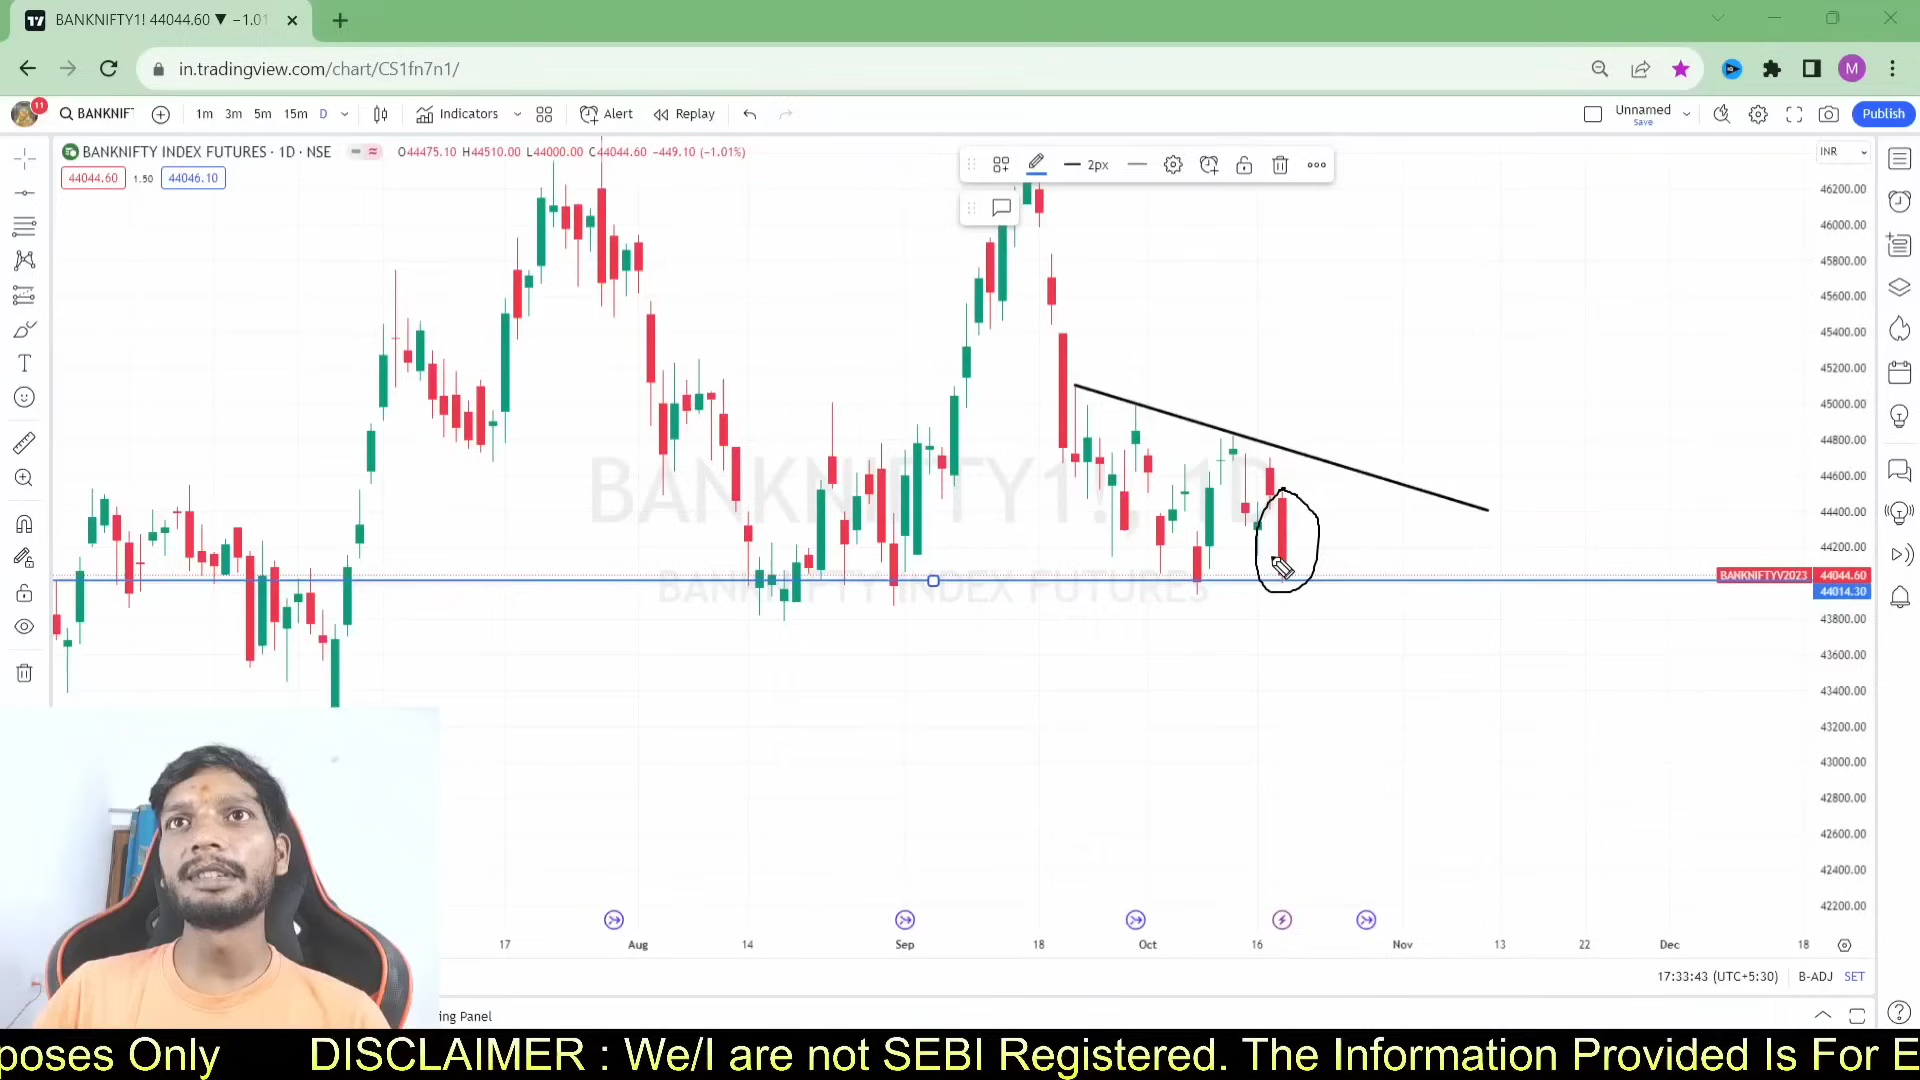 BANKNIFTY1! 44044.60 ▼ −1.01
in.tradingview.com/chart/CS1fn7n1/
M
11
BANKNIF
1m 3m 5m 15m D
Indicators
Alert
Replay
Unnamed
Save
Publish
BANKNIFTY INDEX FUTURES · 1D · NSE
O44475.10 H44510.00 L44000.00 C44044.60 −449.10 (−1.01%)
44044.60 1.50 44046.10
2px
INR
46200.00
46000.00
45800.00
45600.00
45400.00
45200.00
45000.00
44800.00
44600.00
44400.00
44200.00
BANKNIFTYV2023 44044.60
44014.30
43800.00
43600.00
43400.00
43200.00
43000.00
42800.00
42600.00
42400.00
42200.00
BANKNIFTY1!, 1D
BANKNIFTY INDEX FUTURES
17 Aug 14 Sep 18 Oct 16 Nov 13 22 Dec 18
17:33:43 (UTC+5:30) B-ADJ SET
ing Panel
poses Only DISCLAIMER : We/I are not SEBI Registered. The Information Provided Is For E